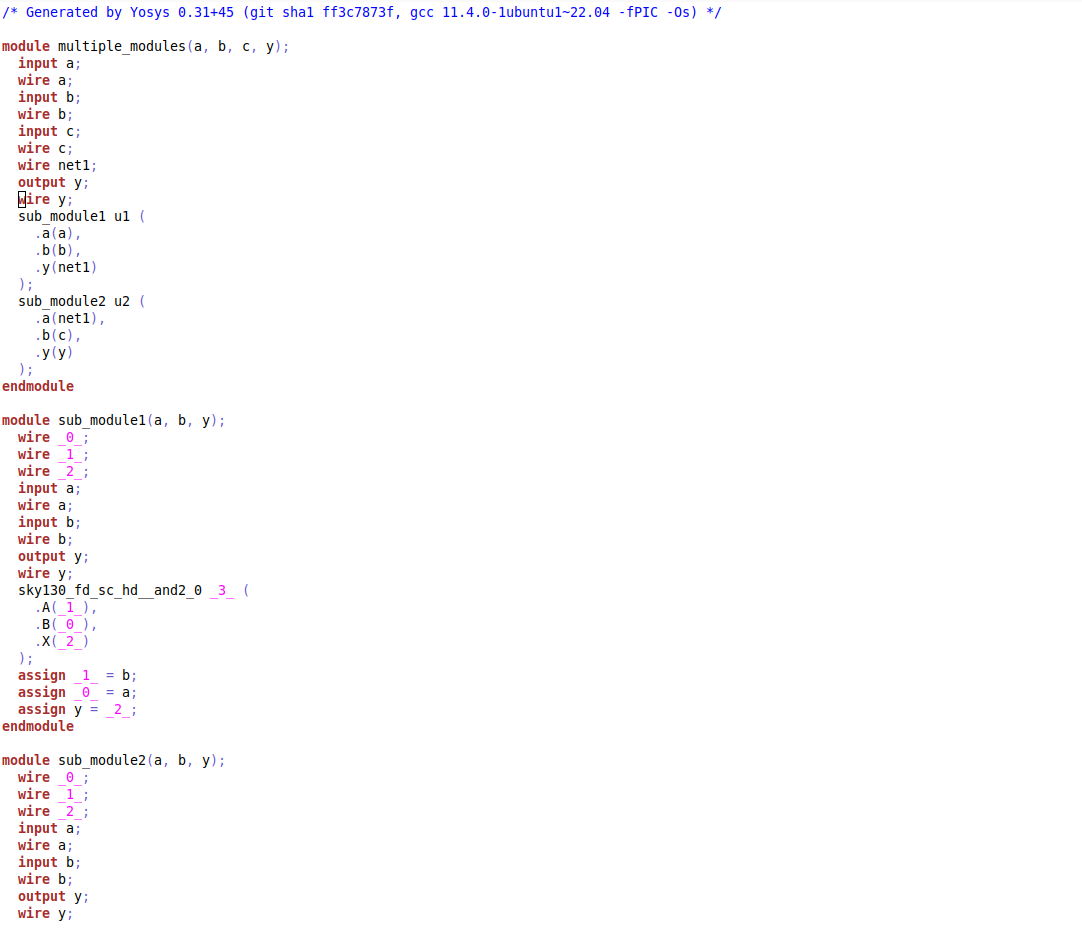 /* Generated by Yosys 0.31+45 (git sha1 ff3c7873f, gcc 11.4.0-1ubuntu1~22.04 -fPIC -Os) */

module multiple_modules(a, b, c, y);
  input a;
  wire a;
  input b;
  wire b;
  input c;
  wire c;
  wire net1;
  output y;
  wire y;
  sub_module1 u1 (
    .a(a),
    .b(b),
    .y(net1)
  );
  sub_module2 u2 (
    .a(net1),
    .b(c),
    .y(y)
  );
endmodule

module sub_module1(a, b, y);
  wire _0_;
  wire _1_;
  wire _2_;
  input a;
  wire a;
  input b;
  wire b;
  output y;
  wire y;
  sky130_fd_sc_hd__and2_0 _3_ (
    .A(_1_),
    .B(_0_),
    .X(_2_)
  );
  assign _1_ = b;
  assign _0_ = a;
  assign y = _2_;
endmodule

module sub_module2(a, b, y);
  wire _0_;
  wire _1_;
  wire _2_;
  input a;
  wire a;
  input b;
  wire b;
  output y;
  wire y;